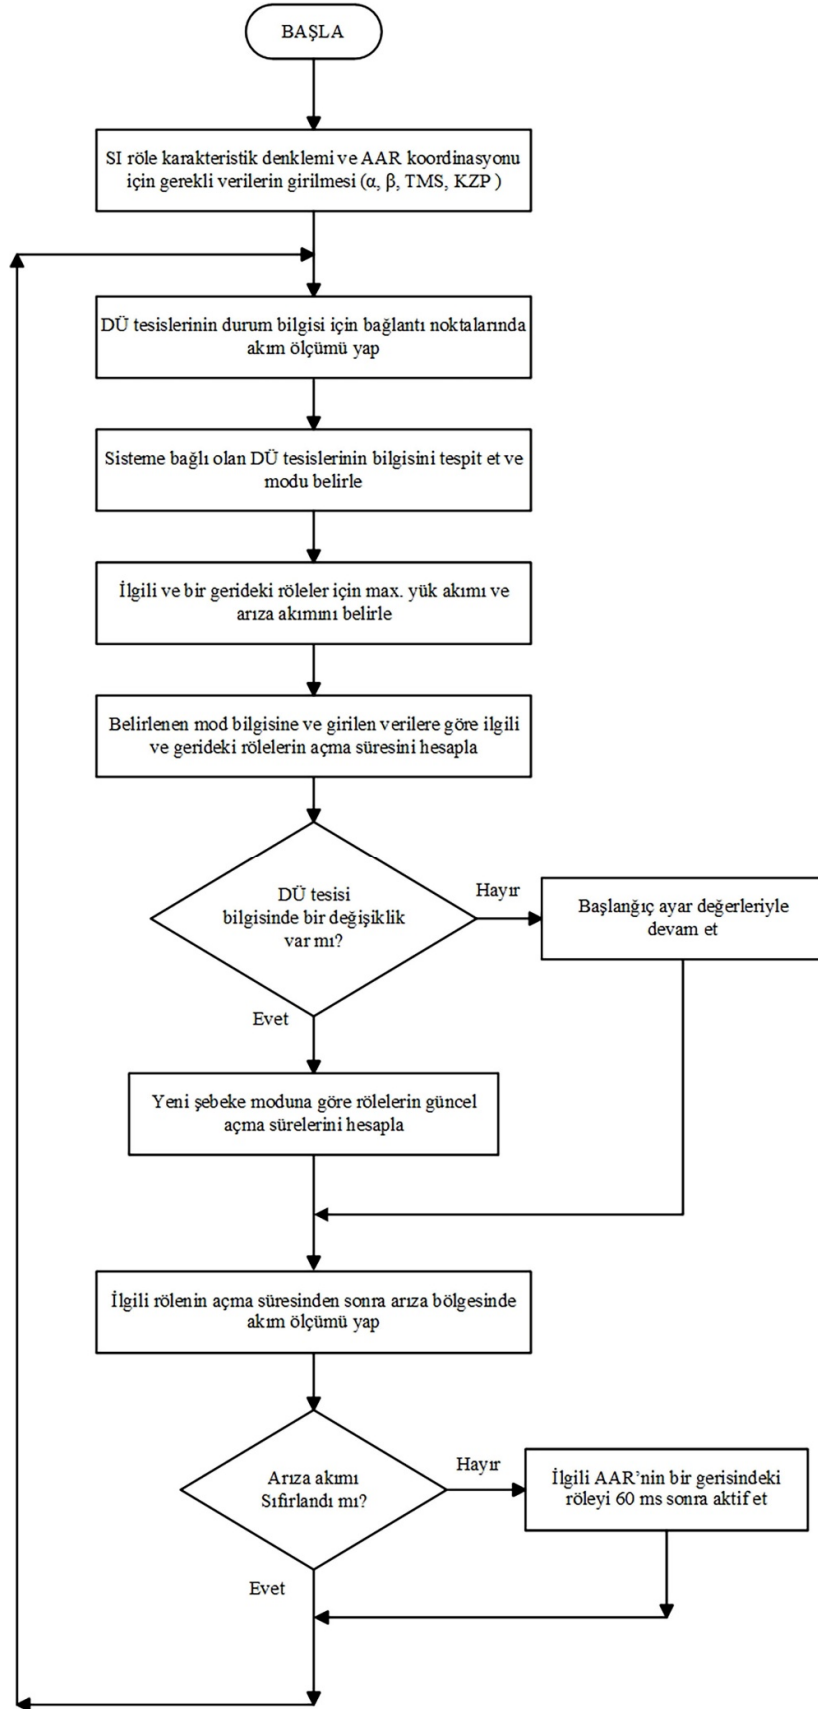 BAŞLA
SI röle karakteristik denklemi ve AAR koordinasyonu
için gerekli verilerin girilmesi (α, β, TMS, KZP )
DÜ tesislerinin durum bilgisi için bağlantı noktalarında
akım ölçümü yap
Sisteme bağlı olan DÜ tesislerinin bilgisini tespit et ve
modu belirle
İlgili ve bir gerideki röleler için max. yük akımı ve
arıza akımını belirle
Belirlenen mod bilgisine ve girilen verilere göre ilgili
ve gerideki rölelerin açma süresini hesapla
DÜ tesisi
bilgisinde bir değişiklik
var mı?
Hayır
Başlanğıç ayar değerleriyle
devam et
Evet
Yeni şebeke moduna göre rölelerin güncel
açma sürelerini hesapla
İlgili rölenin açma süresinden sonra arıza bölgesinde
akım ölçümü yap
Arıza akımı
Sıfırlandı mı?
Hayır
İlgili AAR’nin bir gerisindeki
röleyi 60 ms sonra aktif et
Evet